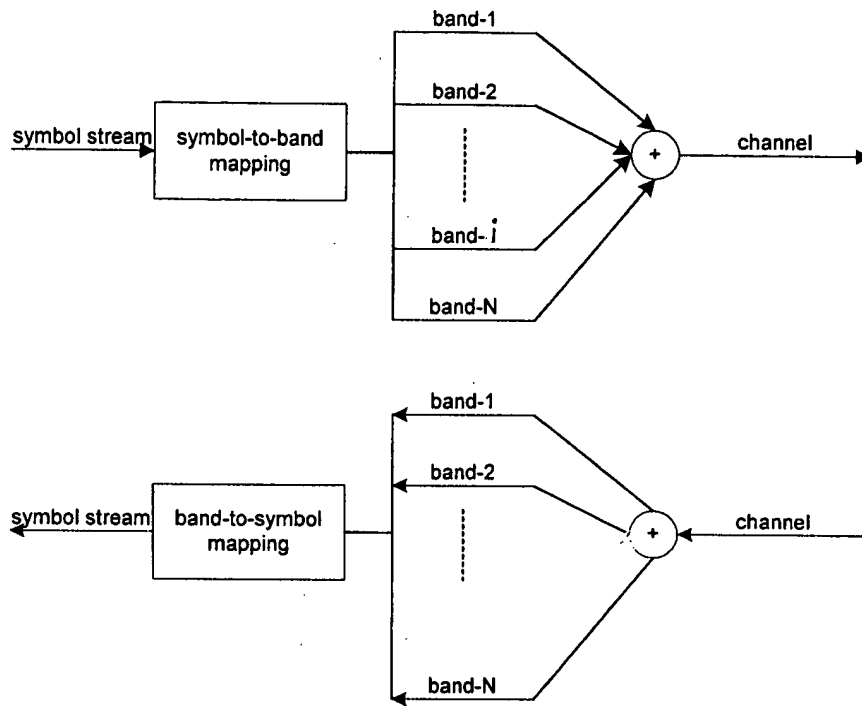 band-1
band-2
symbol stream
symbol-to-band
mapping
+
channel
band-i
band-N
band-1
band-2
symbol stream
band-to-symbol
mapping
+
channel
band-N